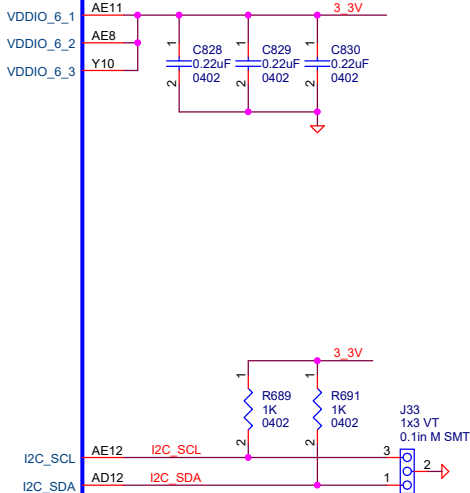 VDDIO_6_1 AE11 3_3V
VDDIO_6_2 AE8
VDDIO_6_3 Y10
1 1 1
C828 C829 C830
0.22uF 0.22uF 0.22uF
0402 0402 0402
2 2 2
3_3V
1 1
R689 R691
1K 1K
0402 0402
2 2
J33
1x3 VT
0.1in M SMT
I2C_SCL AE12 I2C_SCL 3
2
I2C_SDA AD12 I2C_SDA 1